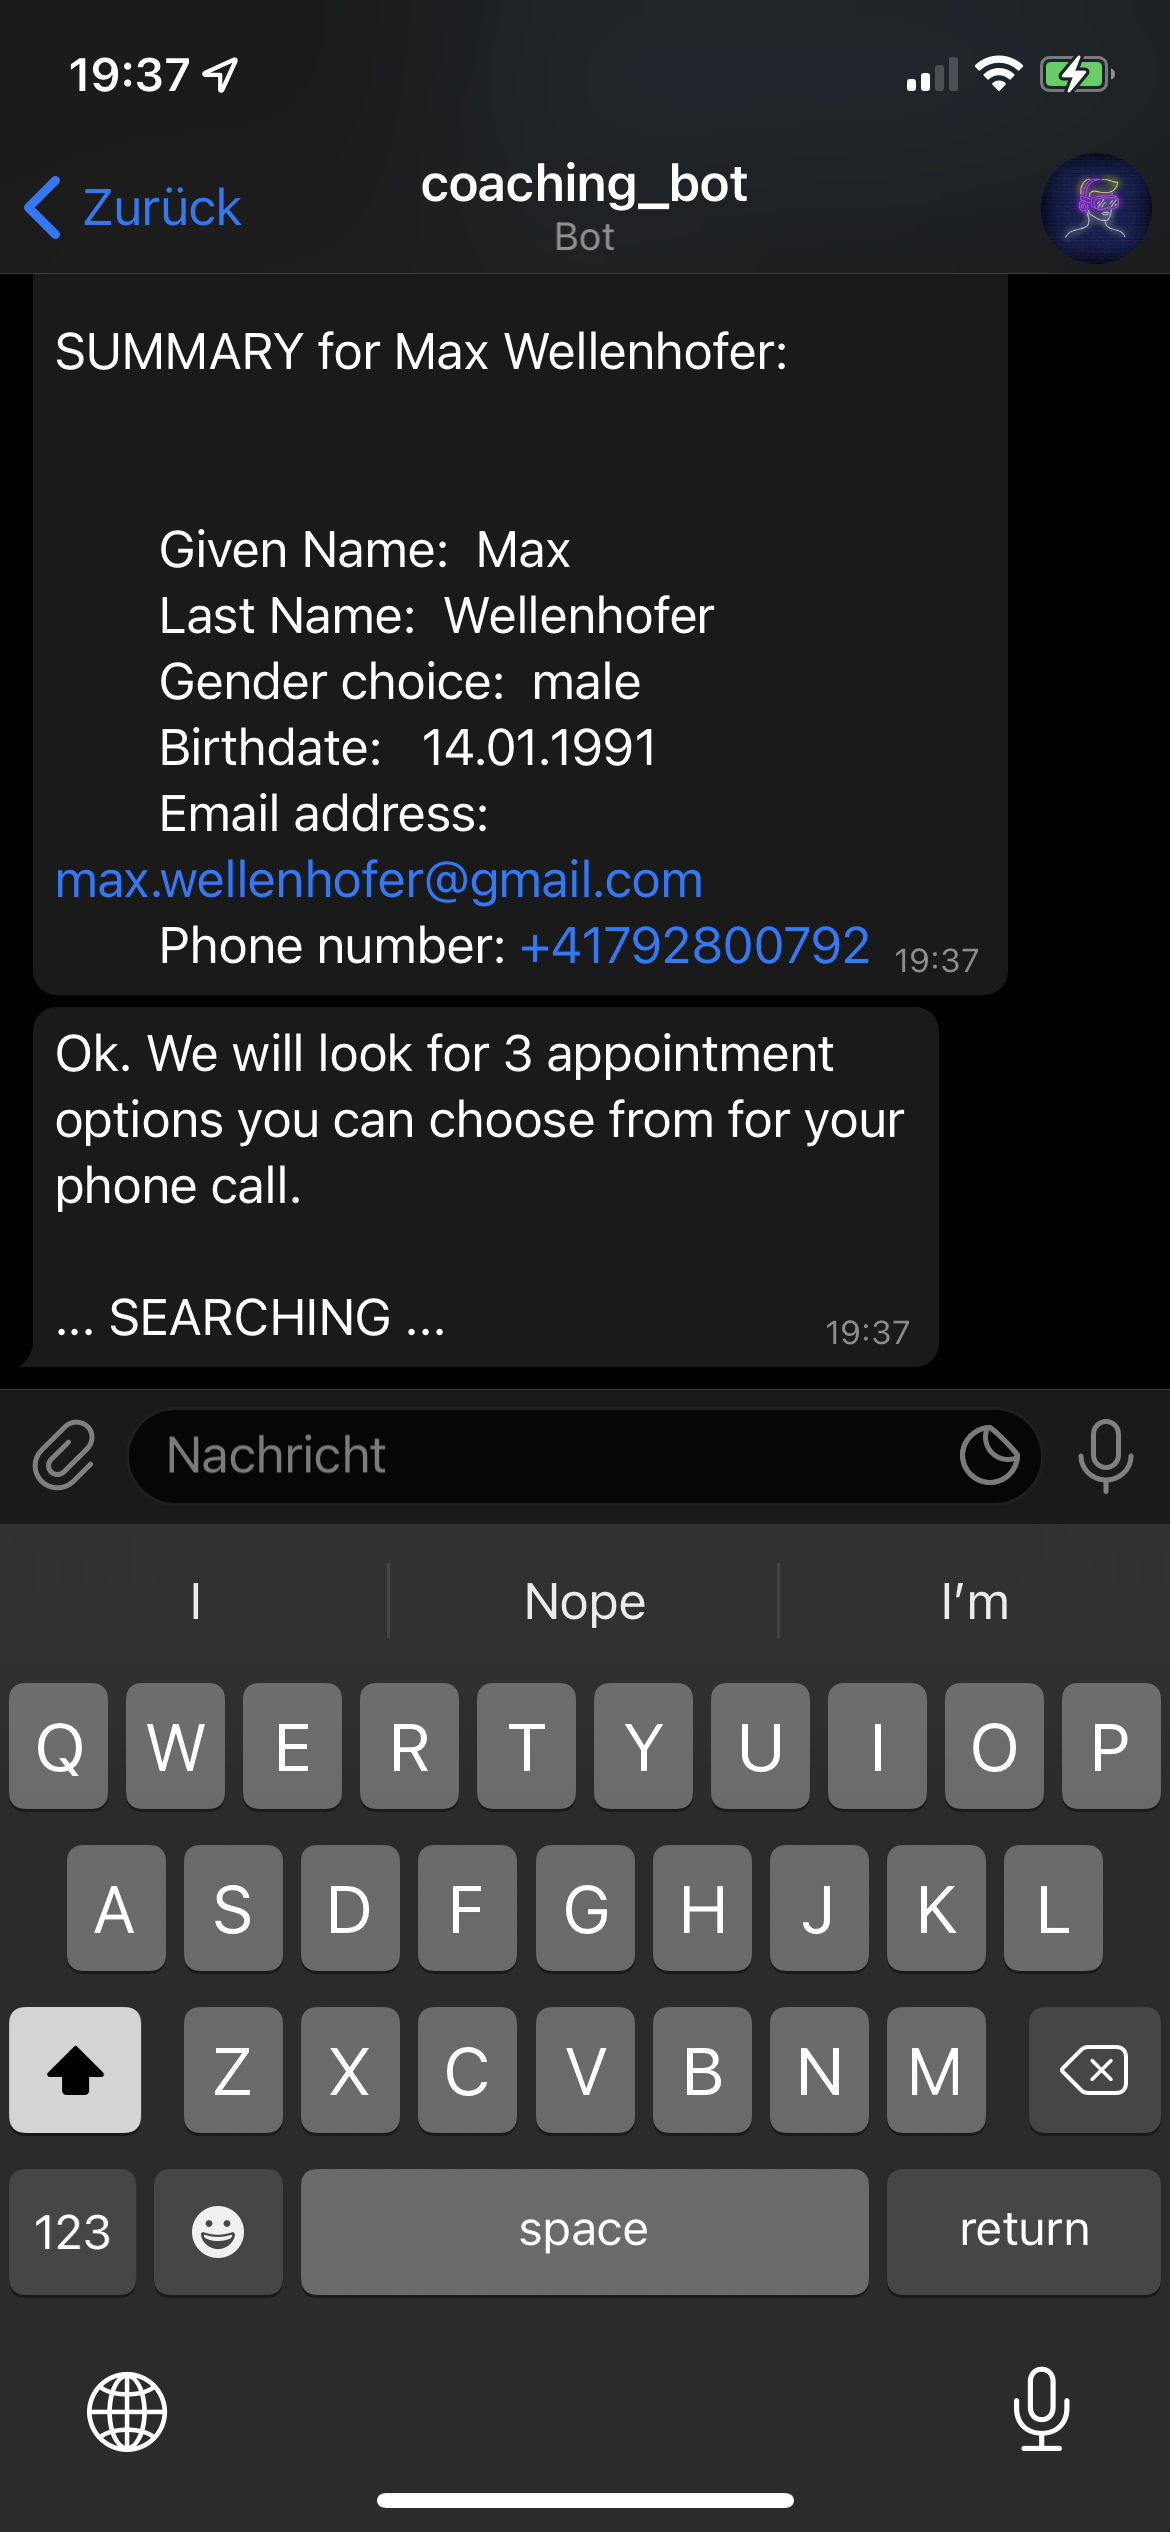 19:37
Zurück
coaching_bot
Bot
SUMMARY for Max Wellenhofer:
Given Name: Max
Last Name: Wellenhofer
Gender choice: male
Birthdate: 14.01.1991
Email address:
max.wellenhofer@gmail.com
Phone number: +41792800792 19:37
Ok. We will look for 3 appointment
options you can choose from for your
phone call.
... SEARCHING ... 19:37
Nachricht
I Nope I'm
Q W E R T Y U I O P
A S D F G H J K L
Z X C V B N M
123 space return